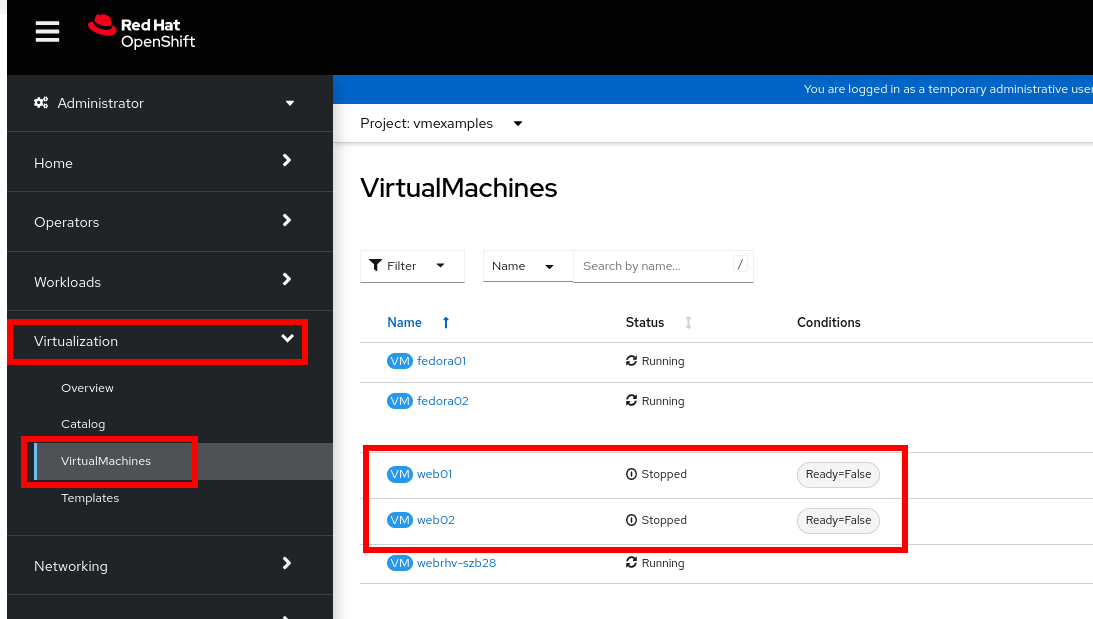 Red Hat
OpenShift
Administrator
Home
Operators
Workloads
Virtualization
Overview
Catalog
VirtualMachines
Templates
Networking
You are logged in as a temporary administrative user
Project: vmexamples
VirtualMachines
Filter Name Search by name... /
Name Status Conditions
VM fedora01 Running
VM fedora02 Running
VM web01 Stopped Ready=False
VM web02 Stopped Ready=False
VM webrhv-szb28 Running